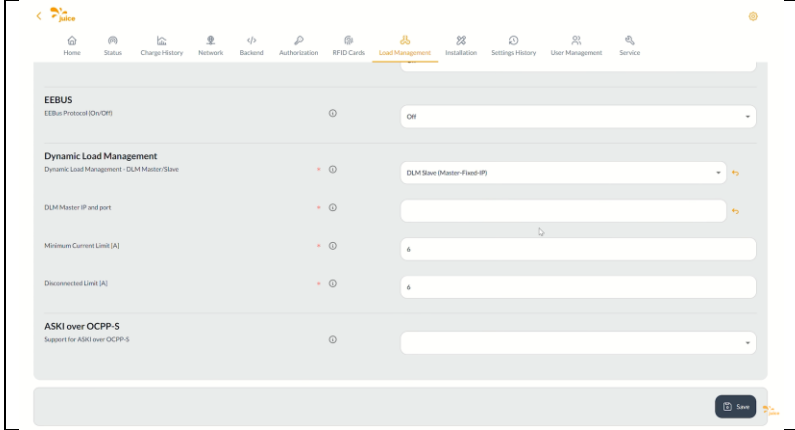 juice
Home
Status
Charge History
Network
Backend
Authorization
RFID Cards
Load Management
Installation
Settings History
User Management
Service
EEBUS
EEBus Protocol (On/Off)
Off
Dynamic Load Management
Dynamic Load Management - DLM Master/Slave
*
DLM Slave (Master-Fixed-IP)
DLM Master IP and port
*
Minimum Current Limit [A]
*
6
Disconnected Limit [A]
*
6
ASKI over OCPP-S
Support for ASKI over OCPP-S
Save
juice